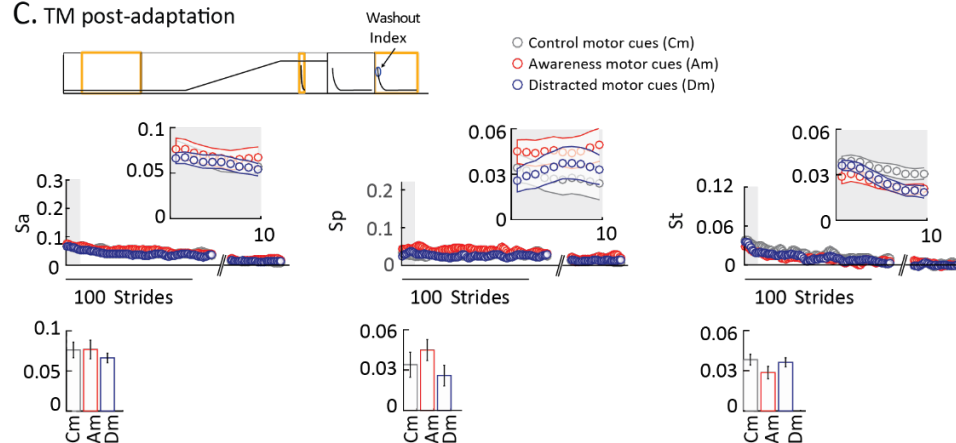 C. TM post-adaptation
Washout
Index
Control motor cues (Cm)
Awareness motor cues (Am)
Distracted motor cues (Dm)
0.1
0.05
0
10
0.3
0.2
0.1
0
Sa
100 Strides
0.06
0.03
0
10
0.2
0.1
0
Sp
100 Strides
0
0.03
0.06
10
0.12
0.06
0
St
100 Strides
0.1
0.05
0
Cm
Am
Dm
0.06
0.03
0
Cm
Am
Dm
0.06
0.03
0
Cm
Am
Dm